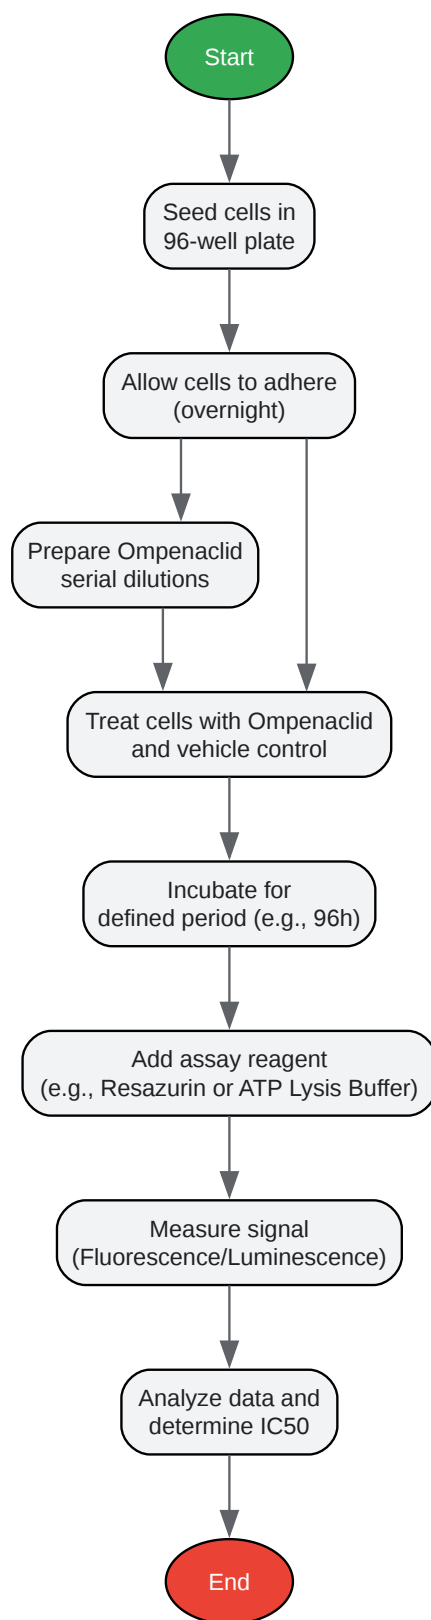 Start
Seed cells in
96-well plate
Allow cells to adhere
(overnight)
Prepare Ompenaclid
serial dilutions
Treat cells with Ompenaclid
and vehicle control
Incubate for
defined period (e.g., 96h)
Add assay reagent
(e.g., Resazurin or ATP Lysis Buffer)
Measure signal
(Fluorescence/Luminescence)
Analyze data and
determine IC50
End